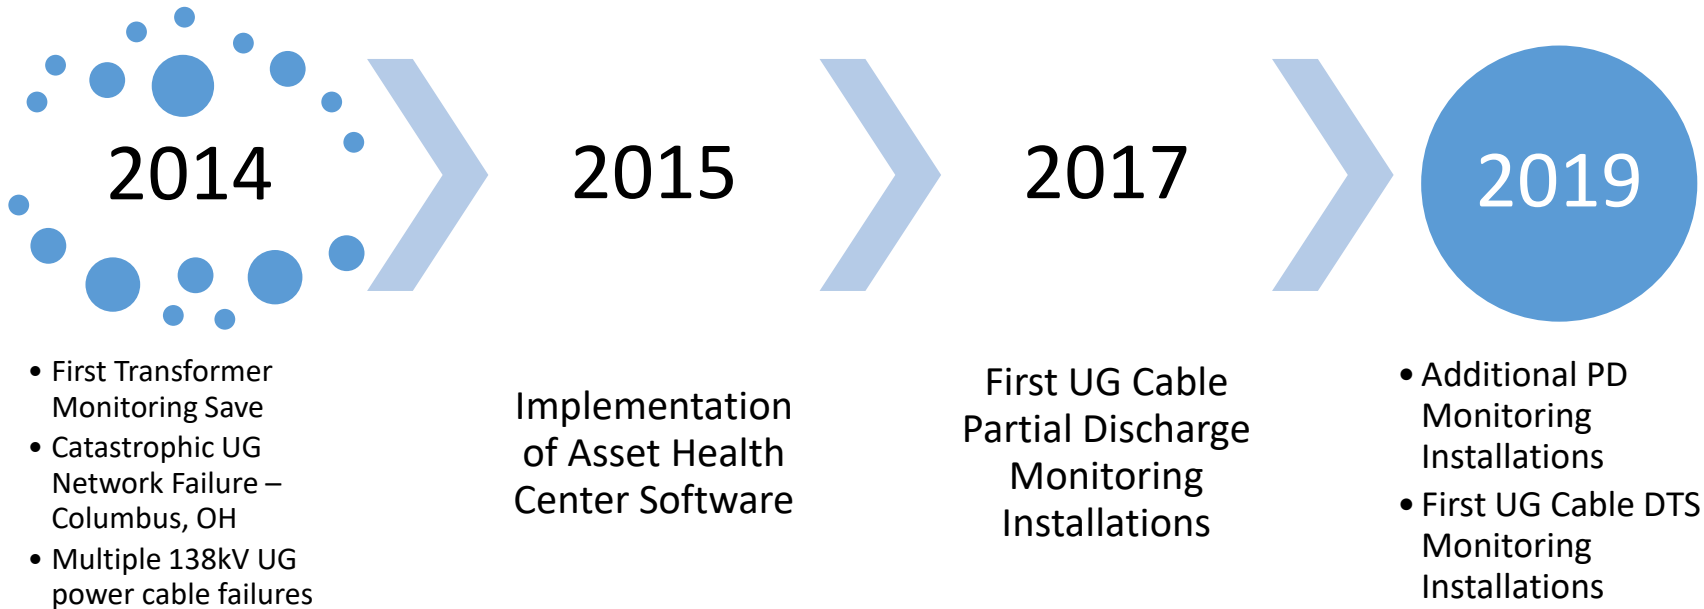 2014
• First Transformer
Monitoring Save
• Catastrophic UG
Network Failure –
Columbus, OH
• Multiple 138kV UG
power cable failures
2015
Implementation
of Asset Health
Center Software
2017
First UG Cable
Partial Discharge
Monitoring
Installations
2019
• Additional PD
Monitoring
Installations
• First UG Cable DTS
Monitoring
Installations